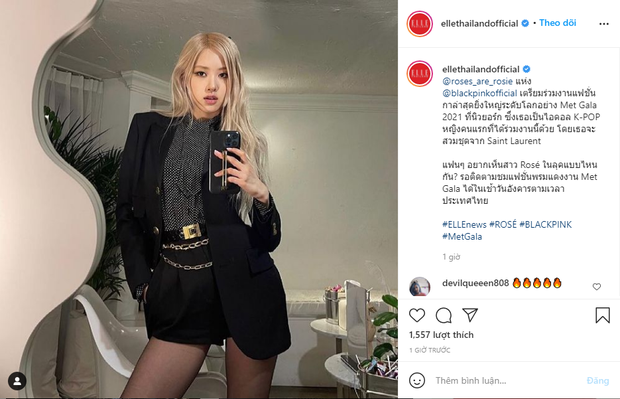 ELLE
ellethailandofficial • Theo dõi
ELLE
ellethailandofficial
@roses_are_rosie แห่ง
@blackpinkofficial เตรียมร่วมงานแฟชั่น
กาล่าสุดยิ่งใหญ่ระดับโลกอย่าง Met Gala
2021 ที่นิวยอร์ก ซึ่งเธอเป็นไอดอล K-POP
หญิงคนแรกที่ได้ร่วมงานนี้ด้วย โดยเธอจะ
สวมชุดจาก Saint Laurent
แฟนๆ อยากเห็นสาว Rosé ในลุคแบบไหน
กัน? รอติดตามชมแฟชั่นพรมแดงงาน Met
Gala ได้ในเช้าวันอังคารตามเวลา
ประเทศไทย
#ELLEnews #ROSÉ #BLACKPINK
#MetGala
1 giờ
devilqueeen808 🔥🔥🔥🔥🔥
1,557 lượt thích
1 GIỜ TRƯỚC
Thêm bình luận...
Đăng